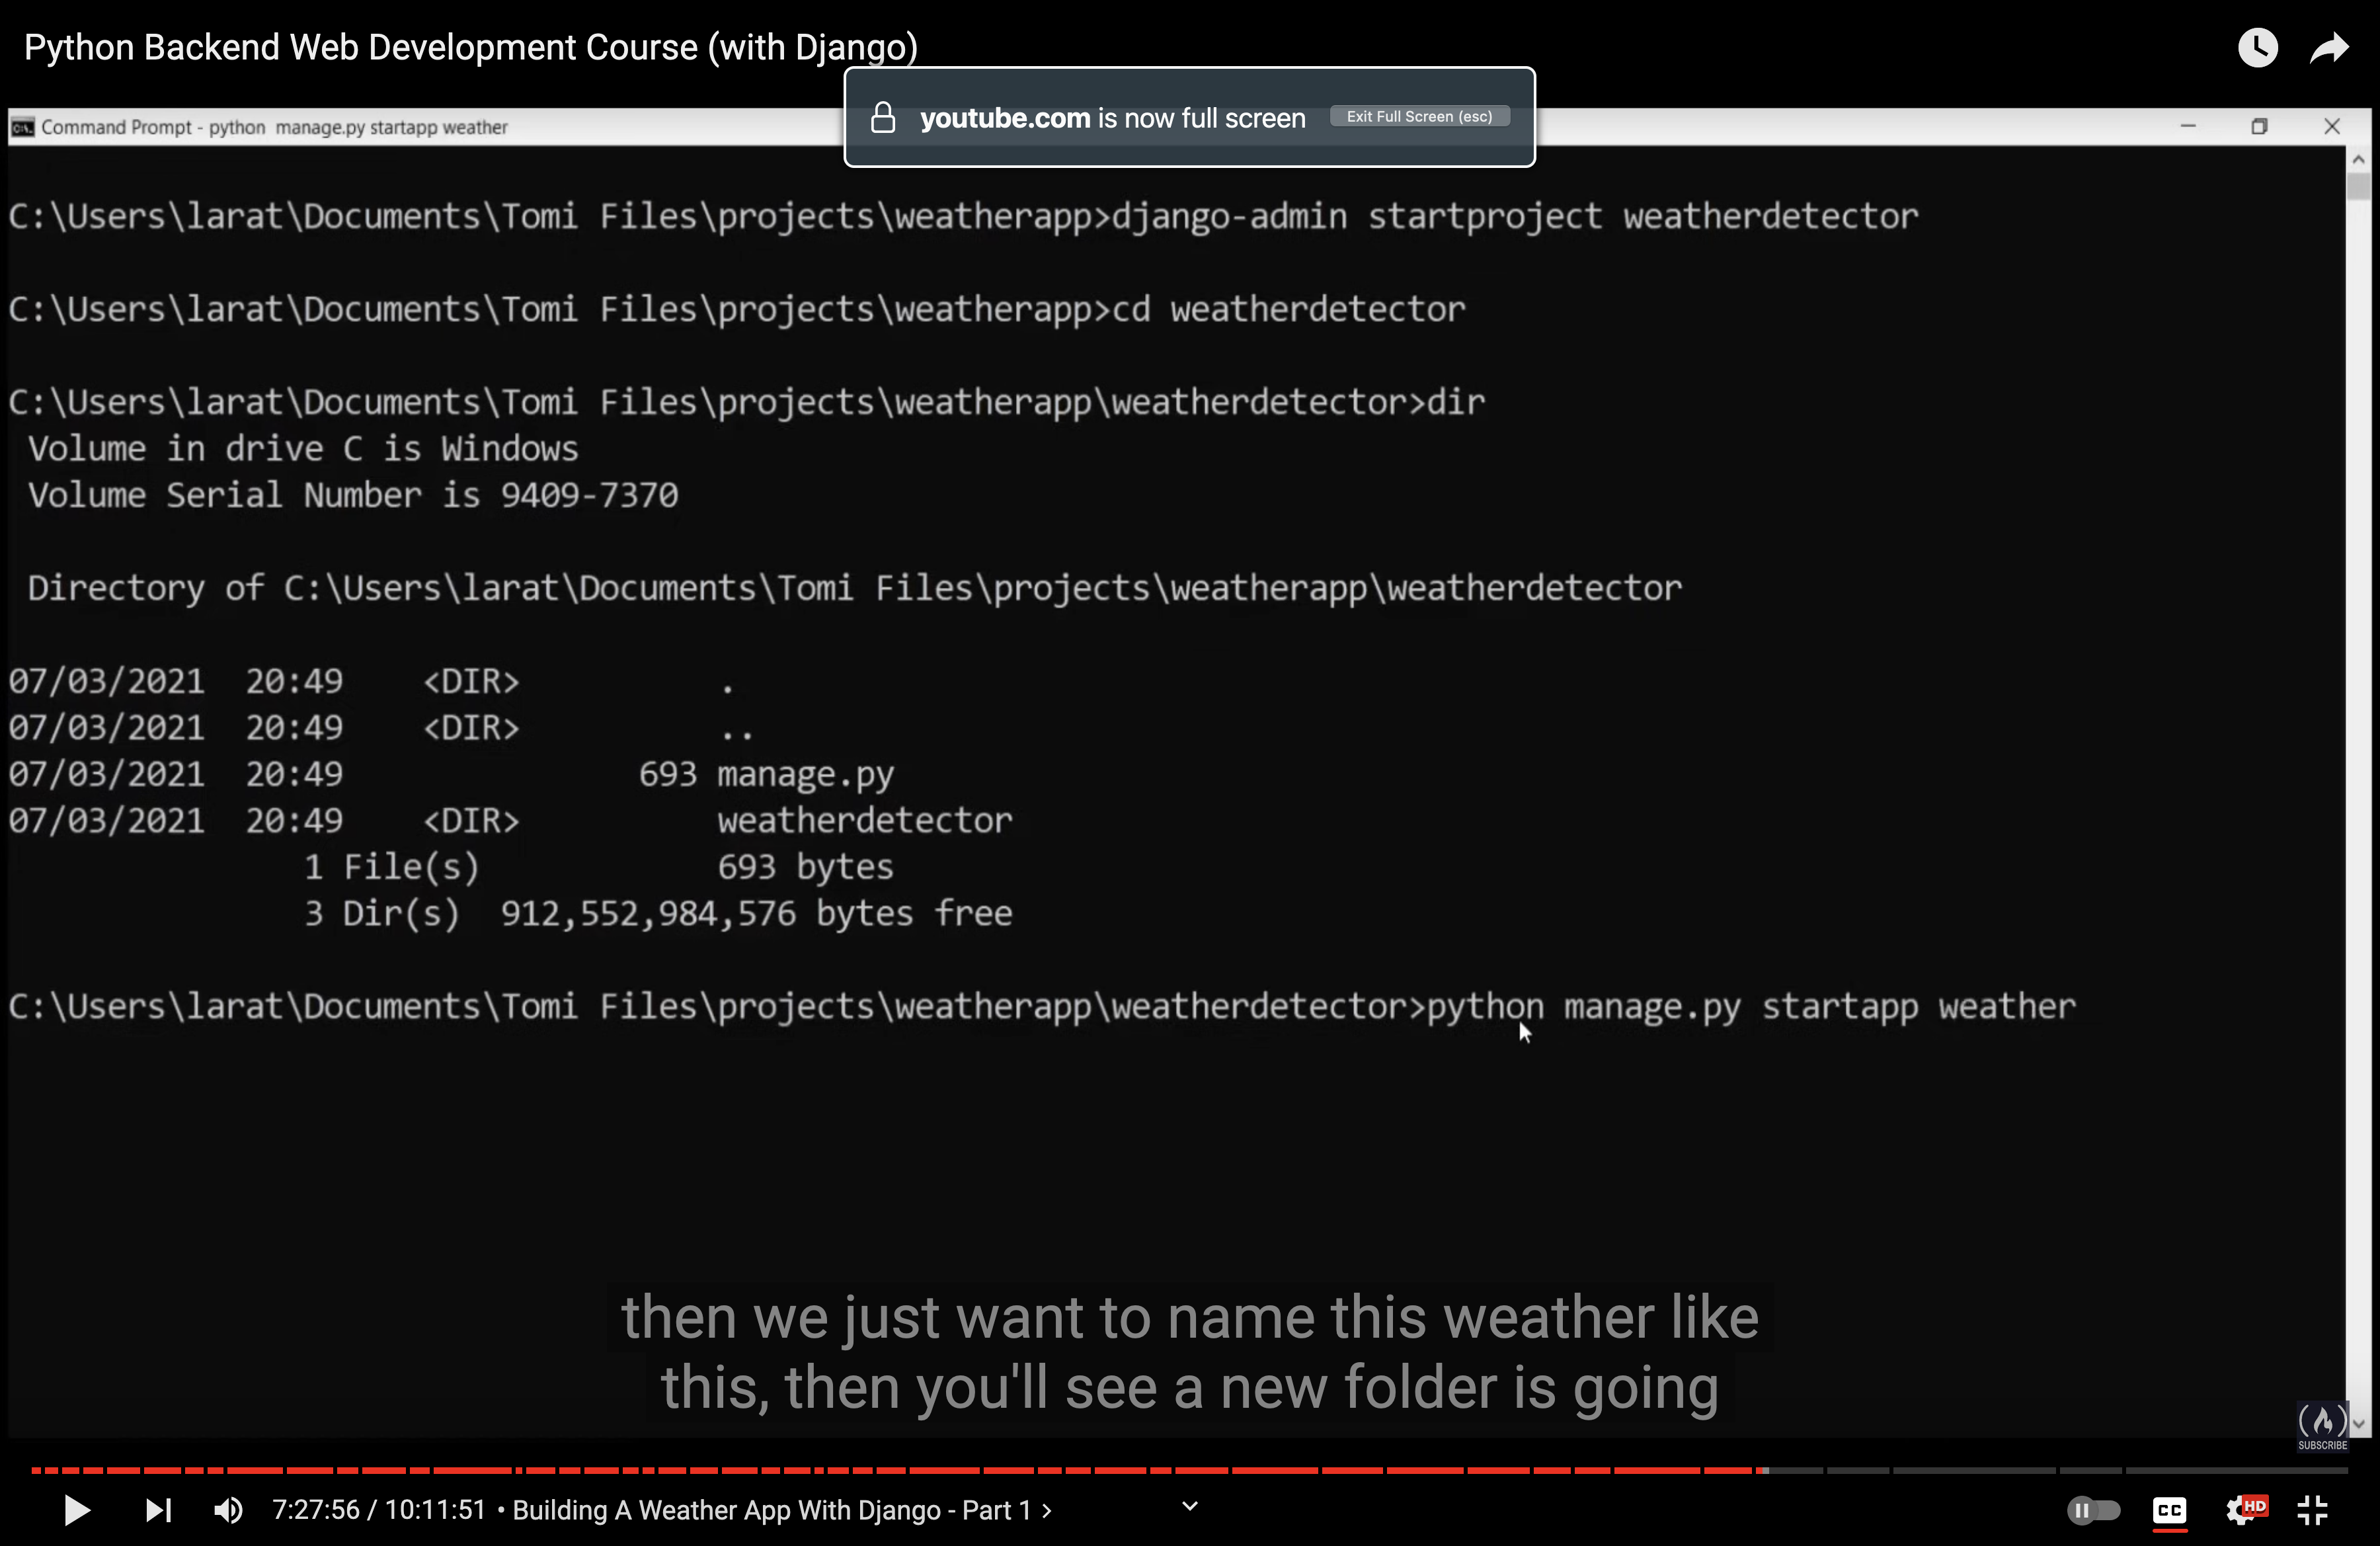 Python Backend Web Development Course (with Django)
youtube.com is now full screen Exit Full Screen (esc)
Command Prompt - python  manage.py startapp weather
C:\Users\larat\Documents\Tomi Files\projects\weatherapp>django-admin startproject weatherdetector
C:\Users\larat\Documents\Tomi Files\projects\weatherapp>cd weatherdetector
C:\Users\larat\Documents\Tomi Files\projects\weatherapp\weatherdetector>dir
Volume in drive C is Windows
Volume Serial Number is 9409-7370
Directory of C:\Users\larat\Documents\Tomi Files\projects\weatherapp\weatherdetector
07/03/2021  20:49    <DIR>          .
07/03/2021  20:49    <DIR>          ..
07/03/2021  20:49               693 manage.py
07/03/2021  20:49    <DIR>          weatherdetector
1 File(s)            693 bytes
3 Dir(s)  912,552,984,576 bytes free
C:\Users\larat\Documents\Tomi Files\projects\weatherapp\weatherdetector>python manage.py startapp weather
then we just want to name this weather like
this, then you'll see a new folder is going
SUBSCRIBE
7:27:56 / 10:11:51 • Building A Weather App With Django - Part 1 >
CC
HD